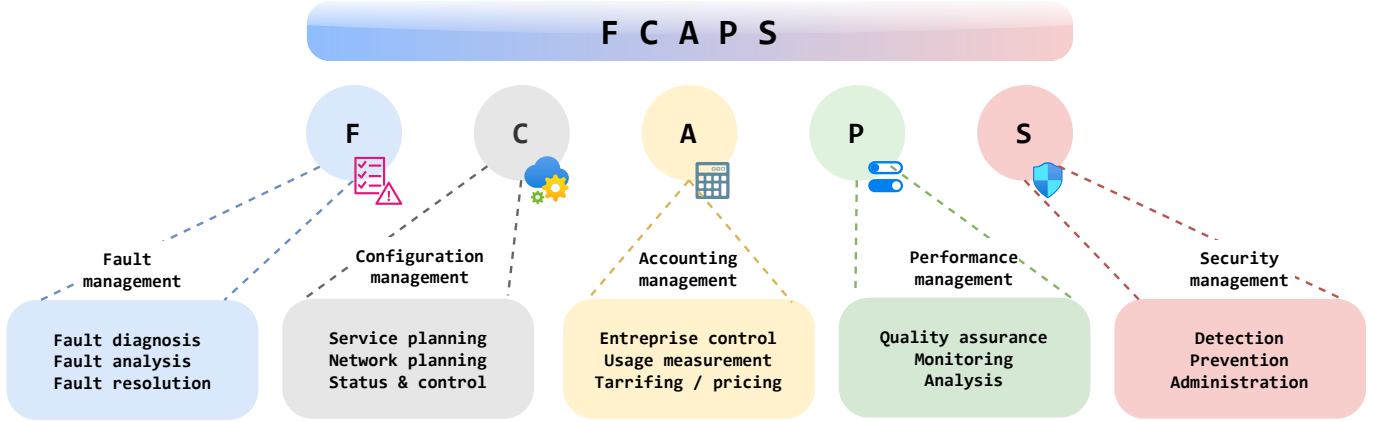 F C A P S
F
C
A
P
S
Fault
management
Configuration
management
Accounting
management
Performance
management
Security
management
Fault diagnosis
Fault analysis
Fault resolution
Service planning
Network planning
Status & control
Entreprise control
Usage measurement
Tarrifing / pricing
Quality assurance
Monitoring
Analysis
Detection
Prevention
Administration